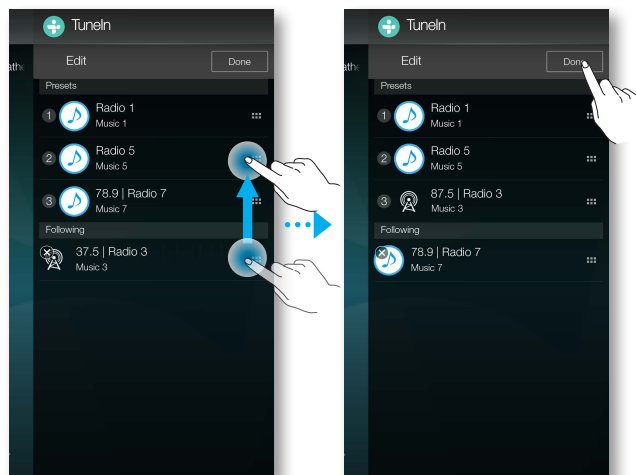 TuneIn
Edit
Done
Presets
1
Radio 1
Music 1
2
Radio 5
Music 5
3
78.9 | Radio 7
Music 7
Following
37.5 | Radio 3
Music 3
TuneIn
Edit
Presets
1
Radio 1
Music 1
2
Radio 5
Music 5
3
87.5 | Radio 3
Music 3
Following
78.9 | Radio 7
Music 7